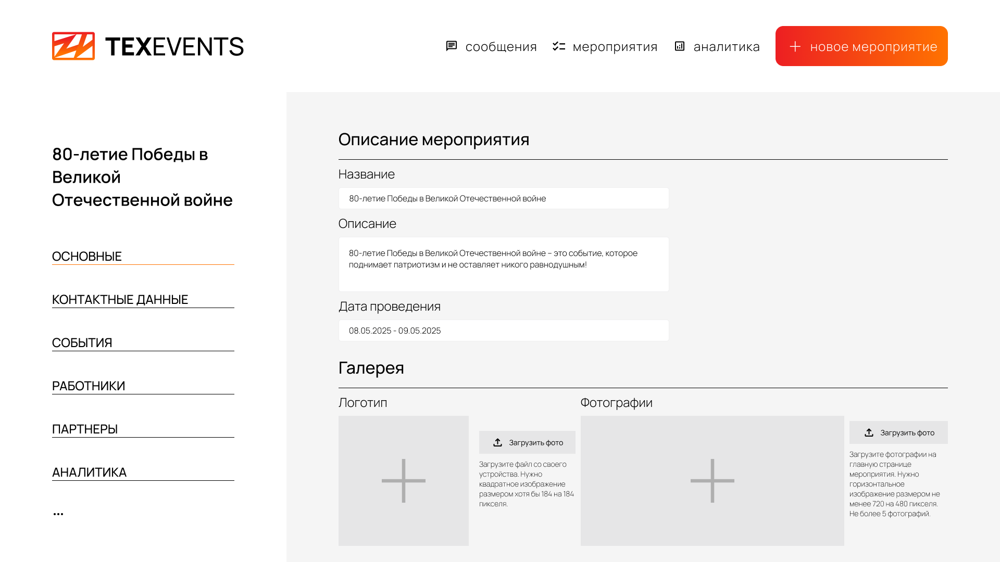 TEXEVENTS
сообщения
мероприятия
аналитика
новое мероприятие
80-летие Победы в
Великой
Отечественной войне
ОСНОВНЫЕ
КОНТАКТНЫЕ ДАННЫЕ
СОБЫТИЯ
РАБОТНИКИ
ПАРТНЕРЫ
АНАЛИТИКА
...
Описание мероприятия
Название
80-летие Победы в Великой Отечественной войне
Описание
80-летие Победы в Великой Отечественной войне – это событие, которое
поднимает патриотизм и не оставляет никого равнодушным!
Дата проведения
08.05.2025 - 09.05.2025
Галерея
Логотип
Загрузить фото
Загрузите файл со своего
устройства. Нужно
квадратное изображение
размером хотя бы 184 на 184
пикселя.
Фотографии
Загрузить фото
Загрузите фотографии на
главную странице
мероприятия. Нужно
горизонтальное
изображение размером не
менее 720 на 480 пикселя.
Не более 5 фотографий.